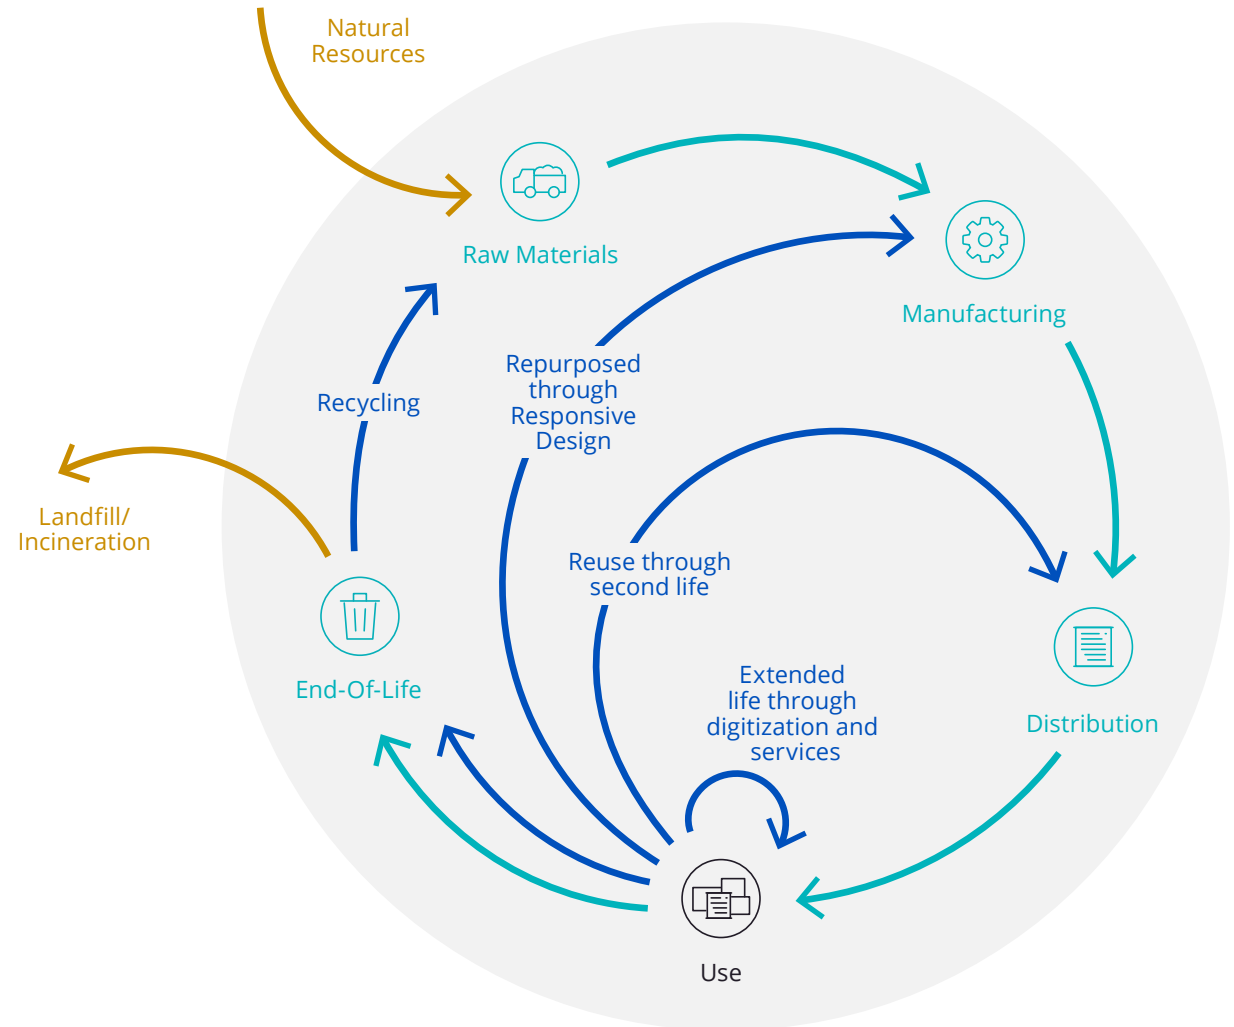 Natural
Resources
Raw Materials
Manufacturing
Repurposed
through
Responsive
Design
Recycling
Landfill/
Incineration
Reuse through
second life
End-Of-Life
Extended
life through
digitization and
services
Distribution
Use